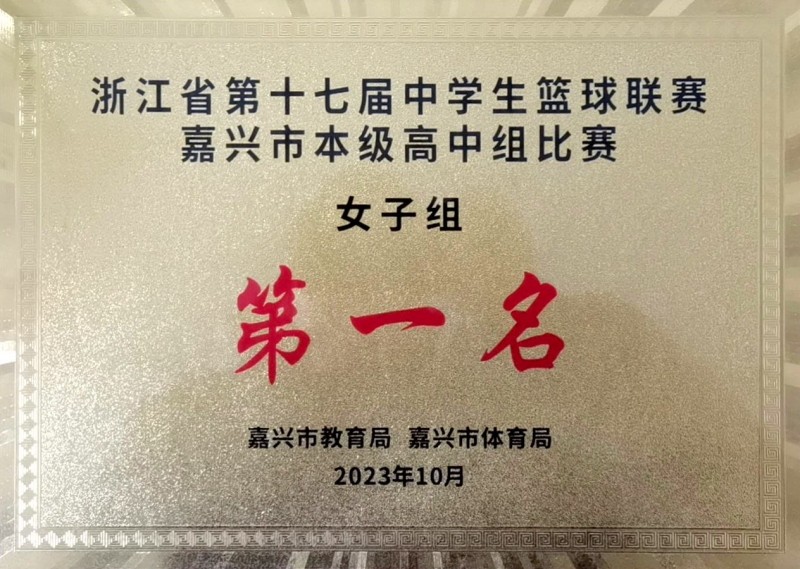 浙江省第十七届中学生篮球联赛
嘉兴市本级高中组比赛
女子组
第一名
嘉兴市教育局 嘉兴市体育局
2023年10月